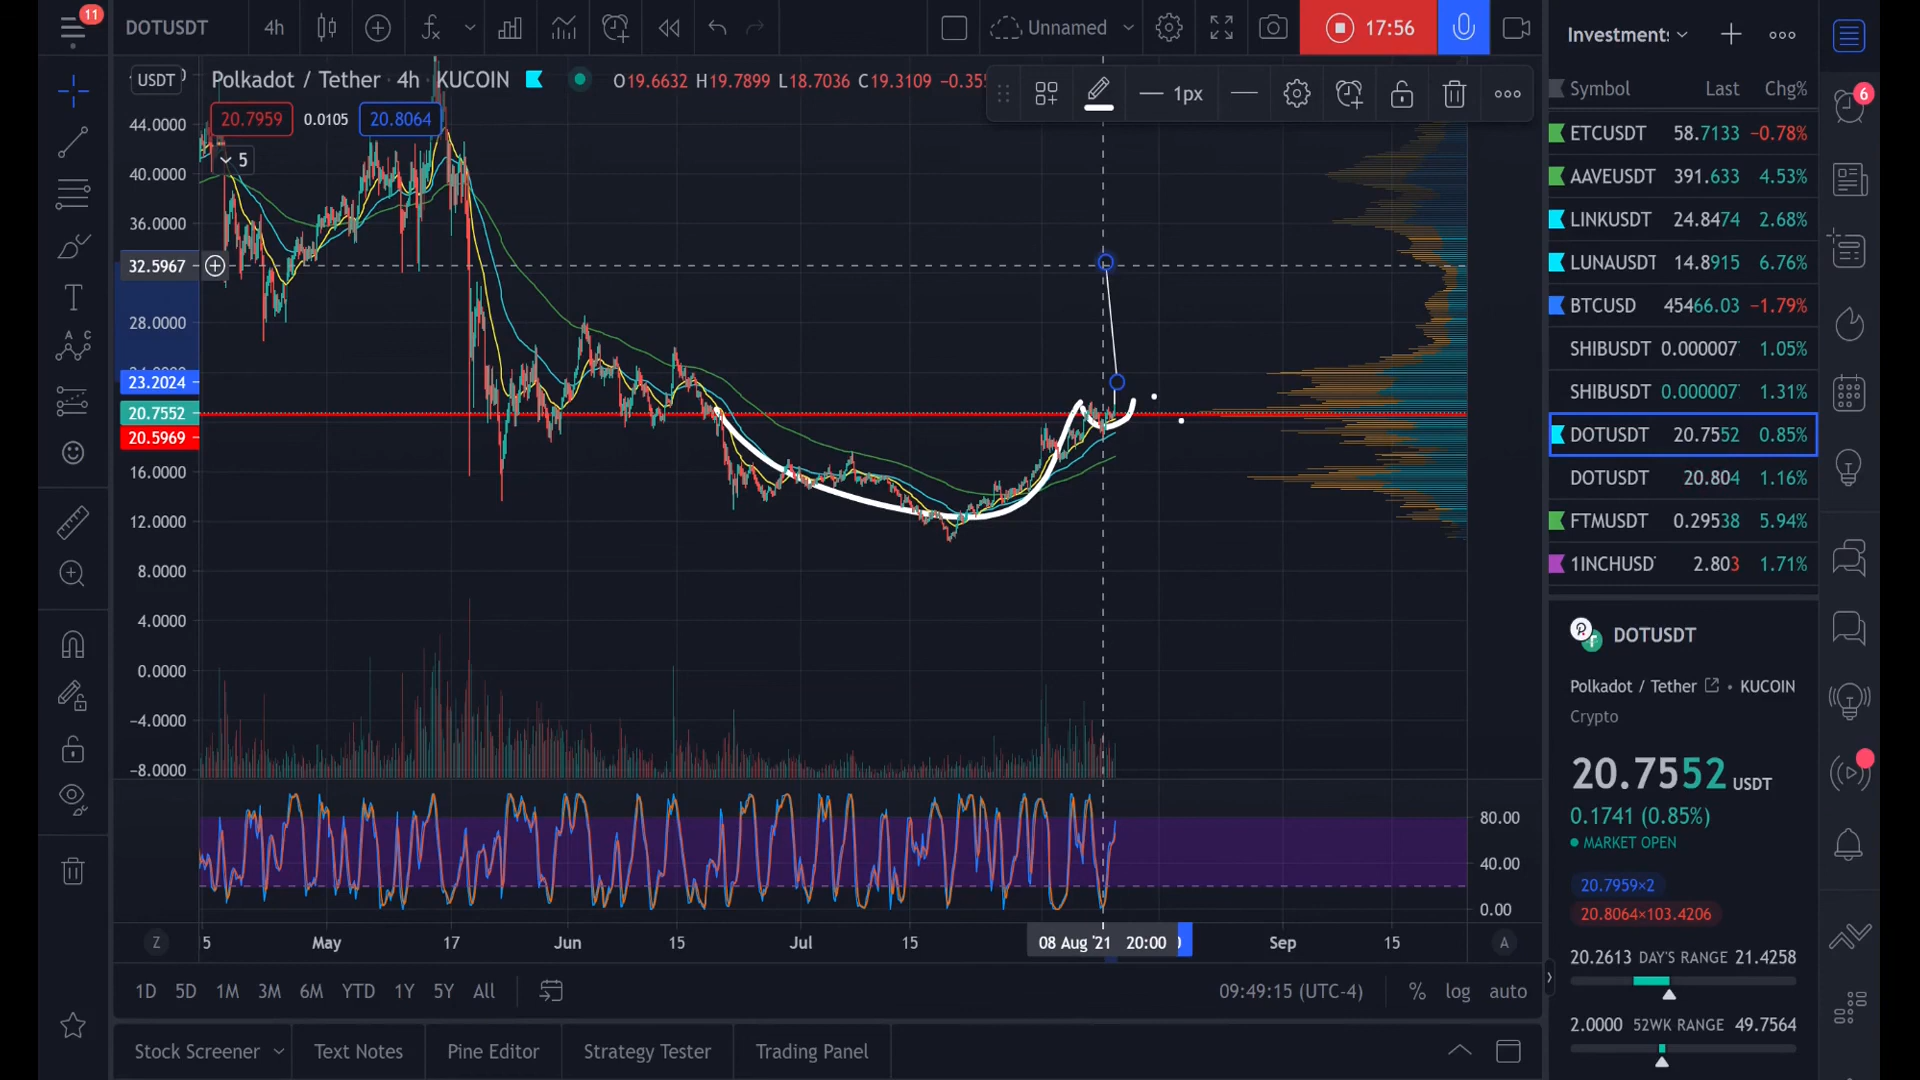 11
DOTUSDT 4h
Unnamed
17:56
Investment:
USDT
Polkadot / Tether · 4h · KUCOIN
O19.6632 H19.7899 L18.7036 C19.3109
1px
20.7959 0.0105 20.8064
5
Symbol Last Chg%
6
ETCUSDT 58.7133 −0.78%
AAVEUSDT 391.633 4.53%
LINKUSDT 24.8474 2.68%
LUNAUSDT 14.8915 6.76%
BTCUSD 45466.03 −1.79%
SHIBUSDT 0.000007 1.05%
SHIBUSDT 0.000007 1.31%
DOTUSDT 20.7552 0.85%
DOTUSDT 20.804 1.16%
FTMUSDT 0.29538 5.94%
1INCHUSD 2.803 1.71%
44.0000
40.0000
36.0000
32.5967
28.0000
23.2024
20.7552
20.5969
16.0000
12.0000
8.0000
4.0000
0.0000
−4.0000
−8.0000
80.00
40.00
0.00
DOTUSDT
Polkadot / Tether · KUCOIN
Crypto
20.7552 USDT
0.1741 (0.85%)
MARKET OPEN
20.7959×2
20.8064×103.4206
20.2613 DAY'S RANGE 21.4258
2.0000 52WK RANGE 49.7564
Z 5 May 17 Jun 15 Jul 15 08 Aug '21 20:00 Sep 15 A
1D 5D 1M 3M 6M YTD 1Y 5Y All
09:49:15 (UTC-4) % log auto
Stock Screener Text Notes Pine Editor Strategy Tester Trading Panel